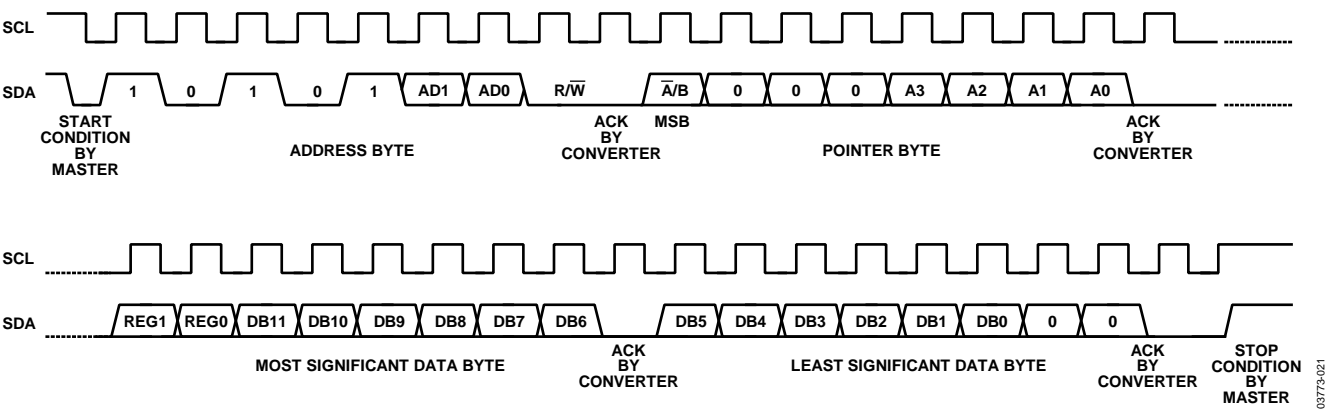 SCL
SDA 1 0 1 0 1 AD1 AD0 R/W̅ A̅/B 0 0 0 A3 A2 A1 A0
START CONDITION BY MASTER
ADDRESS BYTE
ACK BY CONVERTER
MSB
POINTER BYTE
ACK BY CONVERTER
SCL
SDA REG1 REG0 DB11 DB10 DB9 DB8 DB7 DB6 DB5 DB4 DB3 DB2 DB1 DB0 0 0
MOST SIGNIFICANT DATA BYTE
ACK BY CONVERTER
LEAST SIGNIFICANT DATA BYTE
ACK BY CONVERTER
STOP CONDITION BY MASTER
03773-021